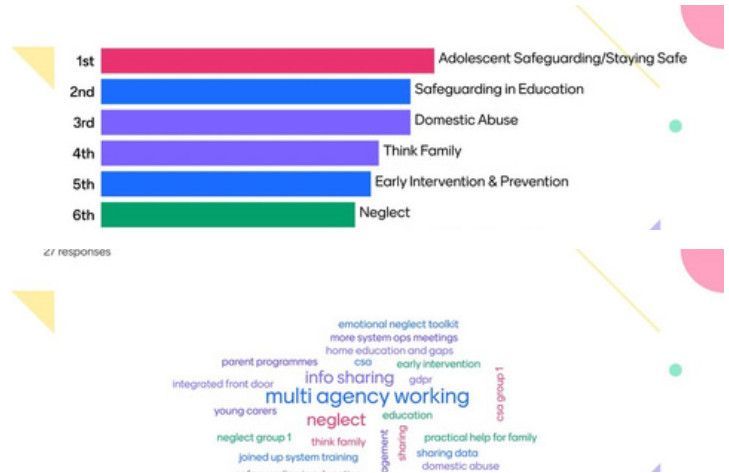 1st Adolescent Safeguarding/Staying Safe
2nd Safeguarding in Education
3rd Domestic Abuse
4th Think Family
5th Early Intervention & Prevention
6th Neglect
27 responses
emotional neglect toolkit
more system ops meetings
home education and gaps
parent programmes csa early intervention
integrated front door info sharing gdpr
multi agency working
csa group 1
young carers neglect education
neglect group 1 think family sharing practical help for family
joined up system training sharing data
domestic abuse